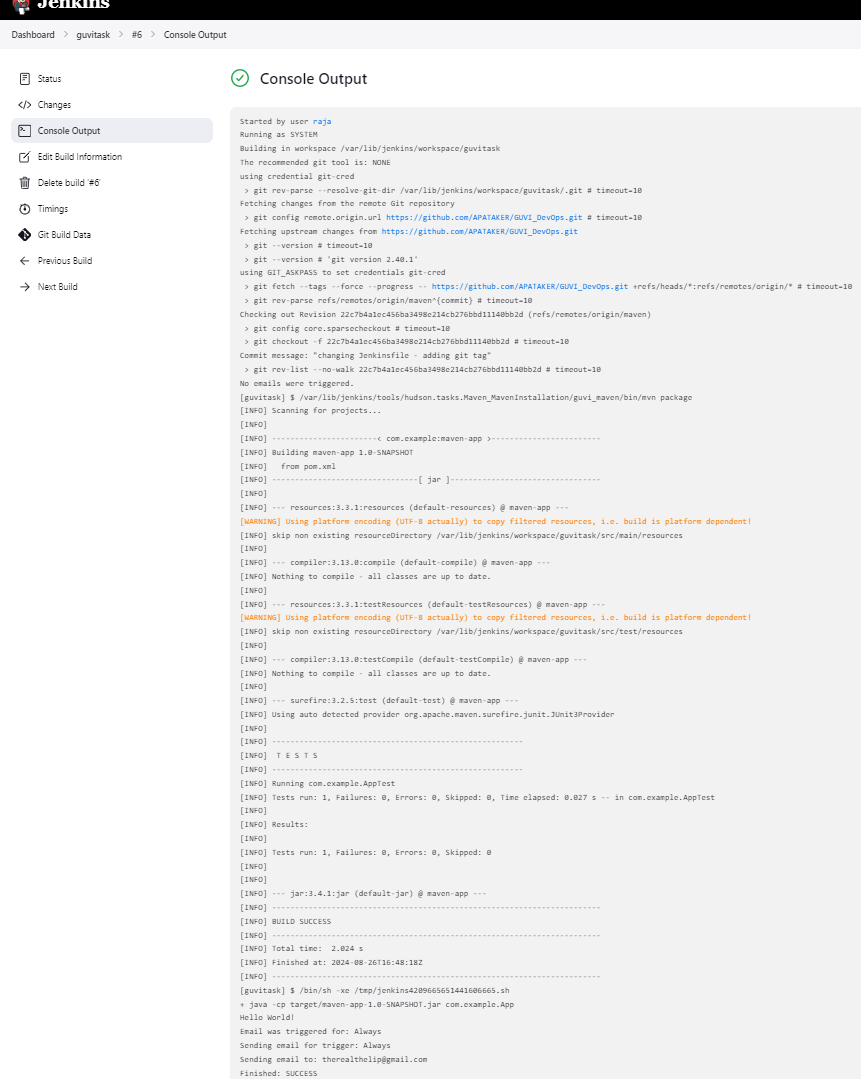 Jenkins
Dashboard > guvitask > #6 > Console Output
Status
Changes
Console Output
Edit Build Information
Delete build '#6'
Timings
Git Build Data
Previous Build
Next Build
Console Output
Started by user raja
Running as SYSTEM
Building in workspace /var/lib/jenkins/workspace/guvitask
The recommended git tool is: NONE
using credential git-cred
> git rev-parse --resolve-git-dir /var/lib/jenkins/workspace/guvitask/.git # timeout=10
Fetching changes from the remote Git repository
> git config remote.origin.url https://github.com/APATAKER/GUVI_DevOps.git # timeout=10
Fetching upstream changes from https://github.com/APATAKER/GUVI_DevOps.git
> git --version # timeout=10
> git --version # 'git version 2.40.1'
using GIT_ASKPASS to set credentials git-cred
> git fetch --tags --force --progress -- https://github.com/APATAKER/GUVI_DevOps.git +refs/heads/*:refs/remotes/origin/* # timeout=10
> git rev-parse refs/remotes/origin/maven^{commit} # timeout=10
Checking out Revision 22c7b4a1ec456ba3498e214cb276bbd11140bb2d (refs/remotes/origin/maven)
> git config core.sparsecheckout # timeout=10
> git checkout -f 22c7b4a1ec456ba3498e214cb276bbd11140bb2d # timeout=10
Commit message: "changing Jenkinsfile - adding git tag"
> git rev-list --no-walk 22c7b4a1ec456ba3498e214cb276bbd11140bb2d # timeout=10
No emails were triggered.
[guvitask] $ /var/lib/jenkins/tools/hudson.tasks.Maven_MavenInstallation/guvi_maven/bin/mvn package
[INFO] Scanning for projects...
[INFO]
[INFO] -----------------------< com.example:maven-app >------------------------
[INFO] Building maven-app 1.0-SNAPSHOT
[INFO]   from pom.xml
[INFO] --------------------------------[ jar ]---------------------------------
[INFO]
[INFO] --- resources:3.3.1:resources (default-resources) @ maven-app ---
[WARNING] Using platform encoding (UTF-8 actually) to copy filtered resources, i.e. build is platform dependent!
[INFO] skip non existing resourceDirectory /var/lib/jenkins/workspace/guvitask/src/main/resources
[INFO]
[INFO] --- compiler:3.13.0:compile (default-compile) @ maven-app ---
[INFO] Nothing to compile - all classes are up to date.
[INFO]
[INFO] --- resources:3.3.1:testResources (default-testResources) @ maven-app ---
[WARNING] Using platform encoding (UTF-8 actually) to copy filtered resources, i.e. build is platform dependent!
[INFO] skip non existing resourceDirectory /var/lib/jenkins/workspace/guvitask/src/test/resources
[INFO]
[INFO] --- compiler:3.13.0:testCompile (default-testCompile) @ maven-app ---
[INFO] Nothing to compile - all classes are up to date.
[INFO]
[INFO] --- surefire:3.2.5:test (default-test) @ maven-app ---
[INFO] Using auto detected provider org.apache.maven.surefire.junit.JUnit3Provider
[INFO]
[INFO] -------------------------------------------------------
[INFO]  T E S T S
[INFO] -------------------------------------------------------
[INFO] Running com.example.AppTest
[INFO] Tests run: 1, Failures: 0, Errors: 0, Skipped: 0, Time elapsed: 0.027 s -- in com.example.AppTest
[INFO]
[INFO] Results:
[INFO]
[INFO] Tests run: 1, Failures: 0, Errors: 0, Skipped: 0
[INFO]
[INFO]
[INFO] --- jar:3.4.1:jar (default-jar) @ maven-app ---
[INFO] ------------------------------------------------------------------------
[INFO] BUILD SUCCESS
[INFO] ------------------------------------------------------------------------
[INFO] Total time:  2.024 s
[INFO] Finished at: 2024-08-26T16:48:18Z
[INFO] ------------------------------------------------------------------------
[guvitask] $ /bin/sh -xe /tmp/jenkins4209665651441606665.sh
+ java -cp target/maven-app-1.0-SNAPSHOT.jar com.example.App
Hello World!
Email was triggered for: Always
Sending email for trigger: Always
Sending email to: therealthelip@gmail.com
Finished: SUCCESS